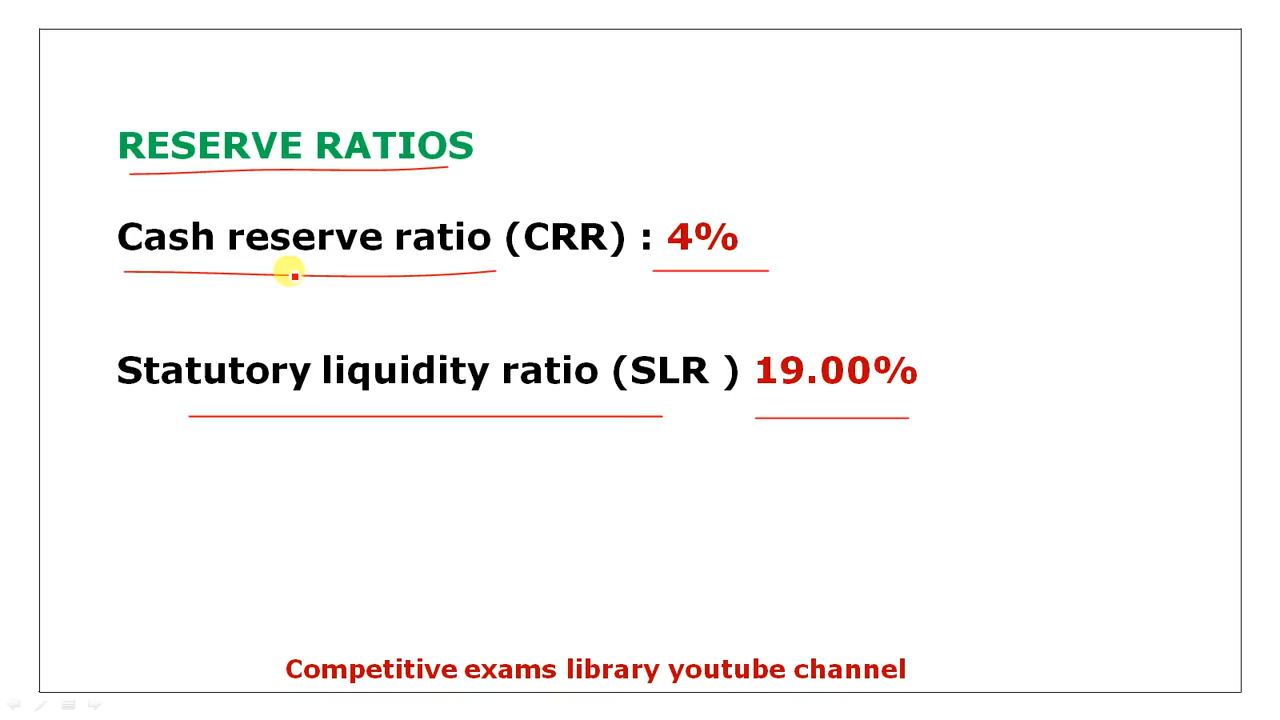 RESERVE RATIOS
Cash reserve ratio (CRR) : 4%
Statutory liquidity ratio (SLR ) 19.00%
Competitive exams library youtube channel